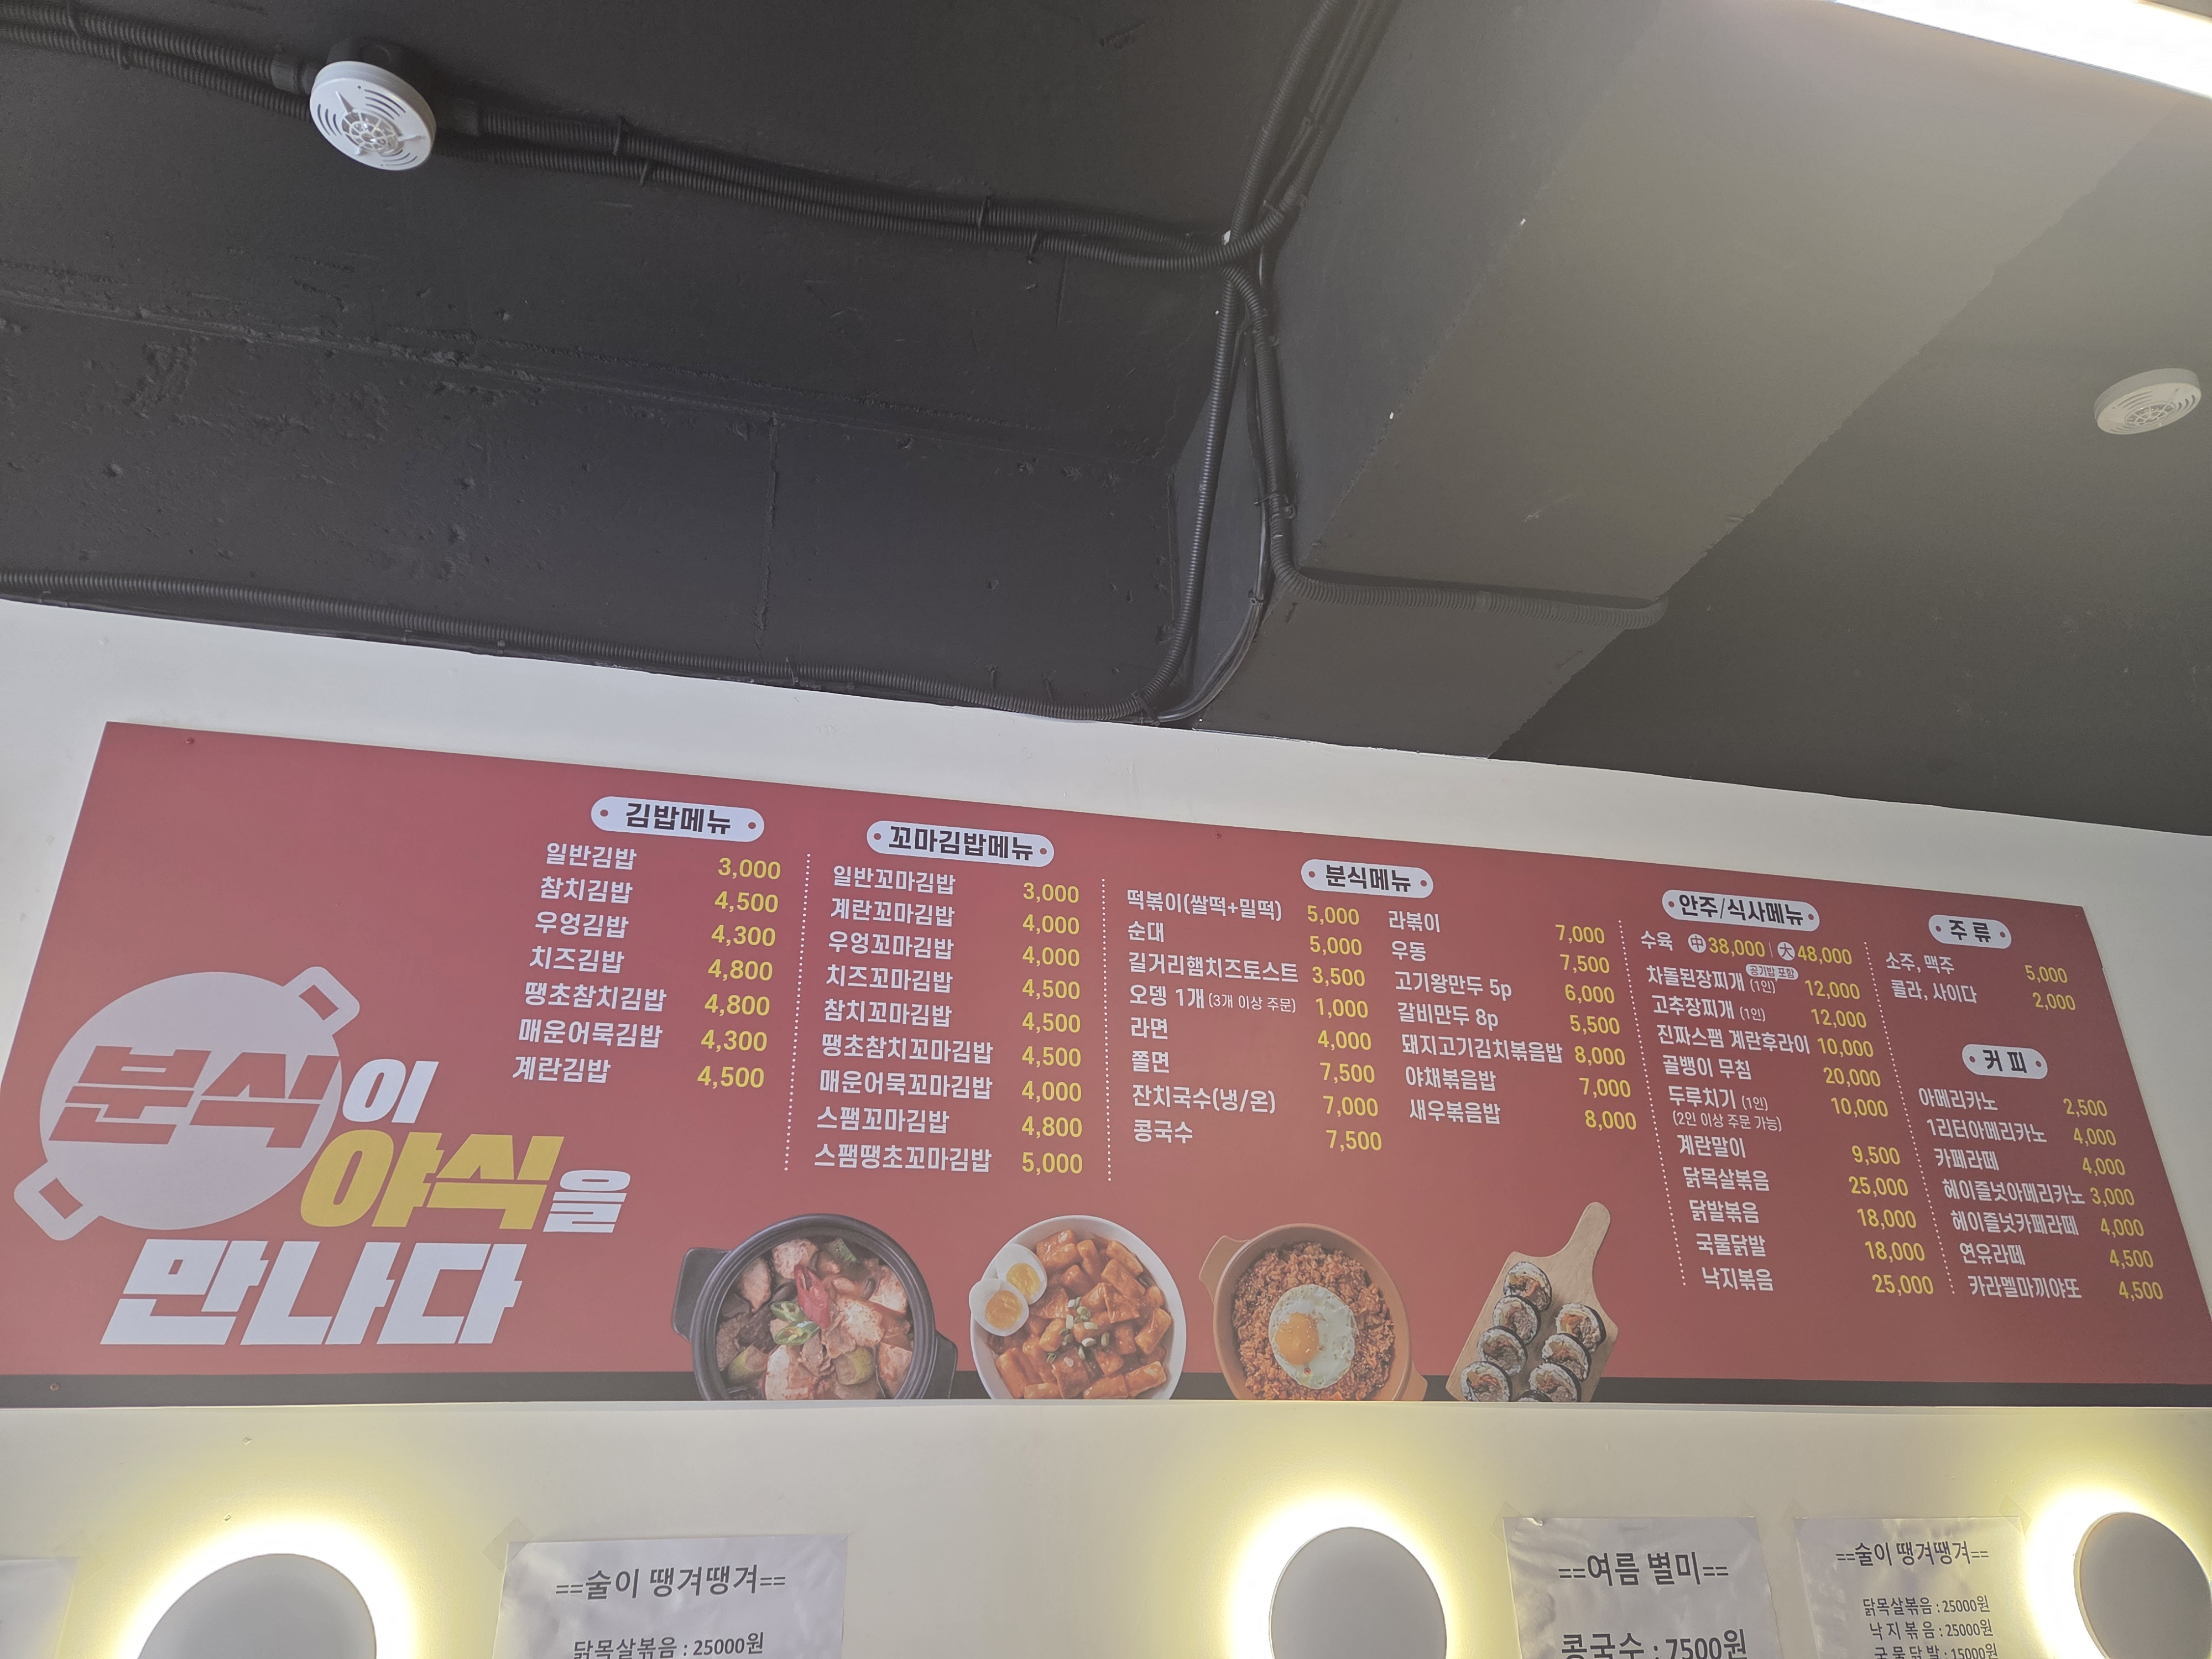 분식이
야식을
만나다
김밥메뉴
일반김밥 3,000
참치김밥 4,500
우엉김밥 4,300
치즈김밥 4,800
땡초참치김밥 4,800
매운어묵김밥 4,300
계란김밥 4,500
꼬마김밥메뉴
일반꼬마김밥 3,000
계란꼬마김밥 4,000
우엉꼬마김밥 4,000
치즈꼬마김밥 4,500
참치꼬마김밥 4,500
땡초참치꼬마김밥 4,500
매운어묵꼬마김밥 4,000
스팸꼬마김밥 4,800
스팸땡초꼬마김밥 5,000
분식메뉴
떡볶이(쌀떡+밀떡) 5,000
순대 5,000
길거리햄치즈토스트 3,500
오뎅 1개 (3개 이상 주문) 1,000
라면 4,000
쫄면 7,500
잔치국수(냉/온) 7,000
콩국수 7,500
라볶이 7,000
우동 7,500
고기왕만두 5p 6,000
갈비만두 8p 5,500
돼지고기김치볶음밥 8,000
야채볶음밥 7,000
새우볶음밥 8,000
안주/식사메뉴
수육 中 38,000 | 大 48,000
차돌된장찌개 (1인) 공기밥 포함 12,000
고추장찌개 (1인) 12,000
진짜스팸 계란후라이 10,000
골뱅이 무침 20,000
두루치기 (1인) 10,000
(2인 이상 주문 가능)
계란말이 9,500
닭목살볶음 25,000
닭발볶음 18,000
국물닭발 18,000
낙지볶음 25,000
주 류
소주, 맥주 5,000
콜라, 사이다 2,000
커 피
아메리카노 2,500
1리터아메리카노 4,000
카페라떼 4,000
헤이즐넛아메리카노 3,000
헤이즐넛카페라떼 4,000
연유라떼 4,500
카라멜마끼야또 4,500
==술이 땡겨땡겨==
닭목살볶음 : 25000원
==여름 별미==
콩국수 : 7500원
==술이 땡겨땡겨==
닭목살볶음 : 25000원
낙 지 볶 음 : 25000원
국 물 닭 발 : 15000원